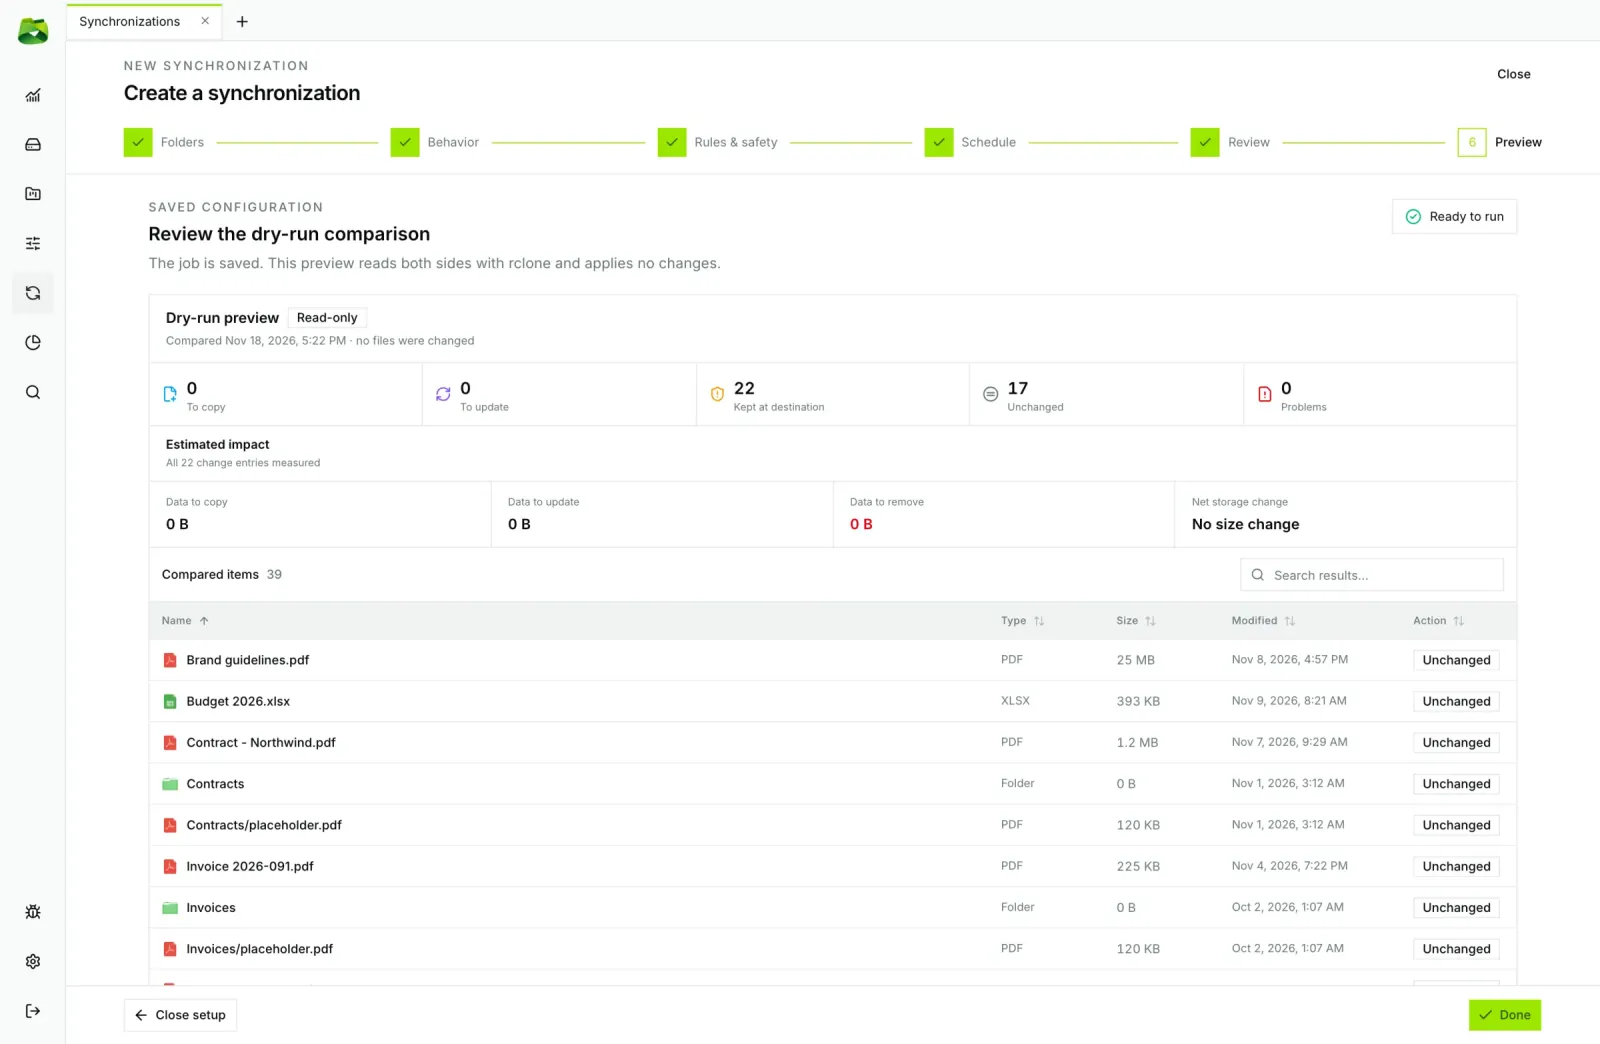 Synchronizations
NEW SYNCHRONIZATION
Create a synchronization
Close
Folders
Behavior
Rules & safety
Schedule
Review
6
Preview
SAVED CONFIGURATION
Review the dry-run comparison
The job is saved. This preview reads both sides with rclone and applies no changes.
Ready to run
Dry-run preview
Read-only
Compared Nov 18, 2026, 5:22 PM · no files were changed
0
To copy
0
To update
22
Kept at destination
17
Unchanged
0
Problems
Estimated impact
All 22 change entries measured
Data to copy
0 B
Data to update
0 B
Data to remove
0 B
Net storage change
No size change
Compared items 39
Search results...
Name Type Size Modified Action
Brand guidelines.pdf PDF 25 MB Nov 8, 2026, 4:57 PM Unchanged
Budget 2026.xlsx XLSX 393 KB Nov 9, 2026, 8:21 AM Unchanged
Contract - Northwind.pdf PDF 1.2 MB Nov 7, 2026, 9:29 AM Unchanged
Contracts Folder 0 B Nov 1, 2026, 3:12 AM Unchanged
Contracts/placeholder.pdf PDF 120 KB Nov 1, 2026, 3:12 AM Unchanged
Invoice 2026-091.pdf PDF 225 KB Nov 4, 2026, 7:22 PM Unchanged
Invoices Folder 0 B Oct 2, 2026, 1:07 AM Unchanged
Invoices/placeholder.pdf PDF 120 KB Oct 2, 2026, 1:07 AM Unchanged
Close setup
Done